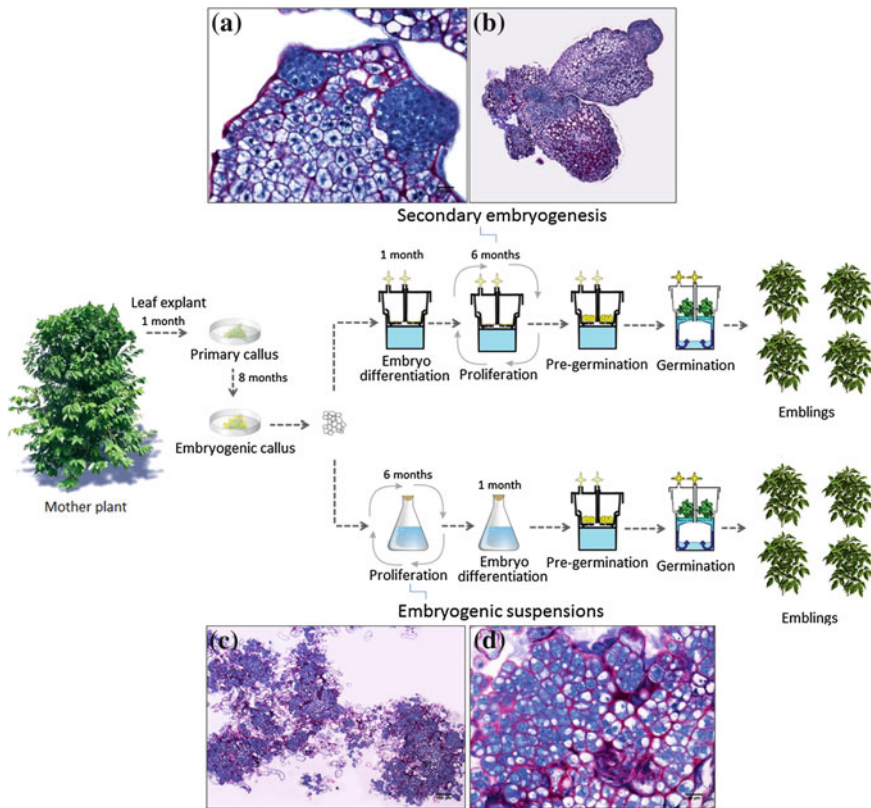 (a)
(b)
Secondary embryogenesis
1 month
6 months
Leaf explant
1 month
Primary callus
8 months
Embryogenic callus
Mother plant
Embryo
differentiation
Proliferation
Pre-germination
Germination
Emblings
6 months
1 month
Proliferation
Embryo
differentiation
Pre-germination
Germination
Emblings
Embryogenic suspensions
(c)
(d)